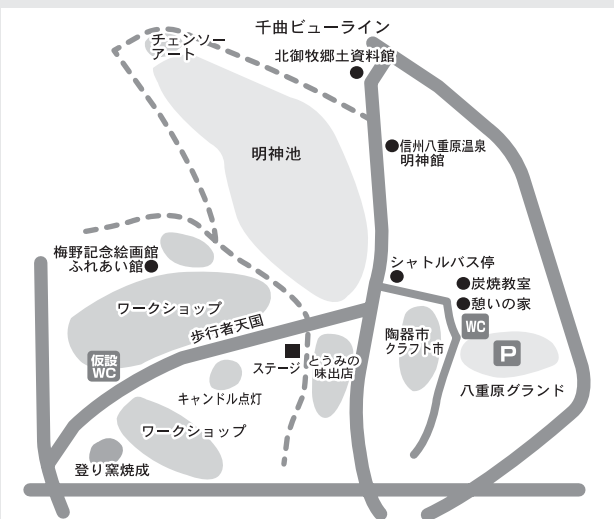 千曲ビューライン
チェンソー
アート
北御牧郷土資料館
明神池
信州八重原温泉
明神館
梅野記念絵画館
ふれあい館
シャトルバス停
炭焼教室
憩いの家
ワークショップ
歩行者天国
陶器市
クラフト市
WC
P
仮設
WC
ステージ
とうみの
味出店
八重原グランド
キャンドル点灯
ワークショップ
登り窯焼成